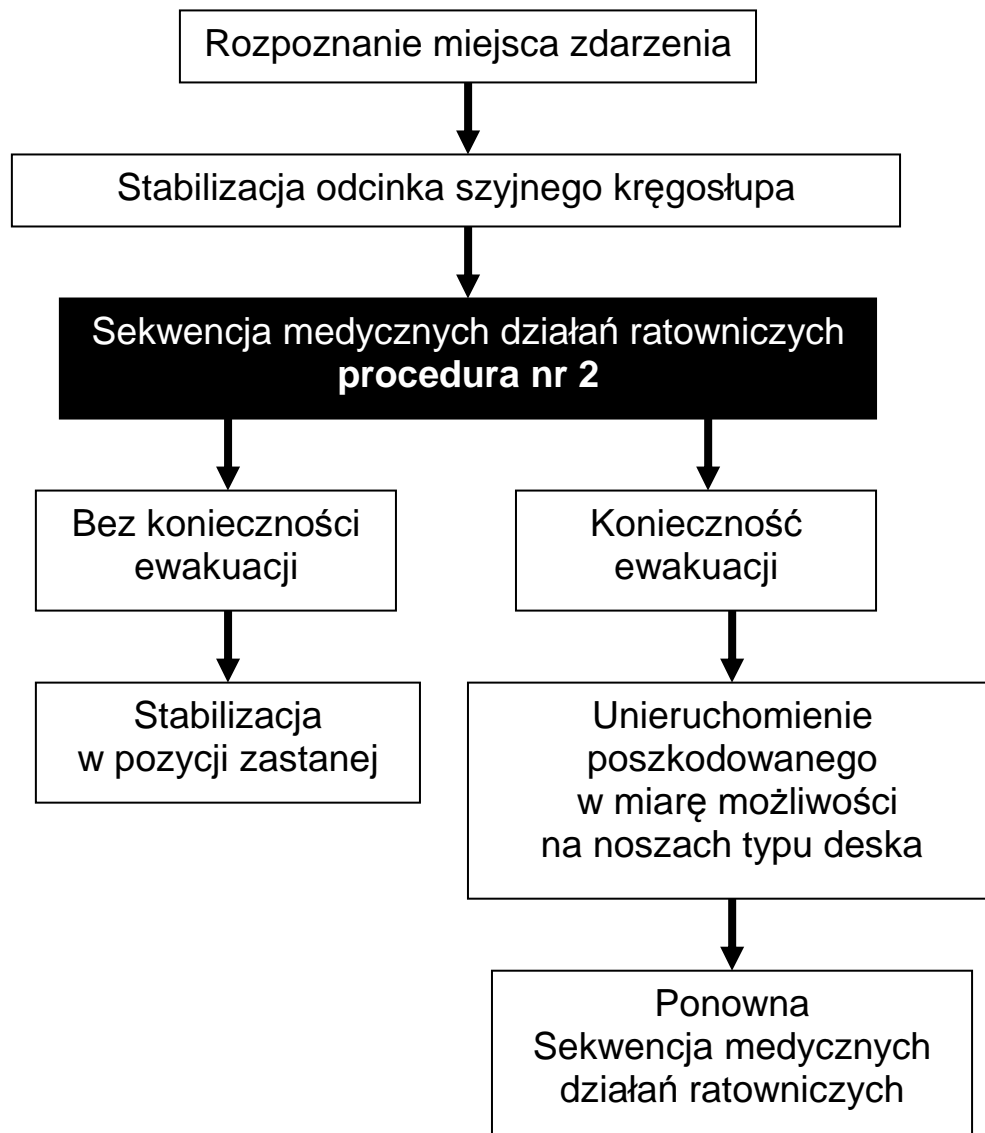 Rozpoznanie miejsca zdarzenia
Stabilizacja odcinka szyjnego kręgosłupa
Sekwencja medycznych działań ratowniczych
procedura nr 2
Bez konieczności
ewakuacji
Konieczność
ewakuacji
Stabilizacja
w pozycji zastanej
Unieruchomienie
poszkodowanego
w miarę możliwości
na noszach typu deska
Ponowna
Sekwencja medycznych
działań ratowniczych